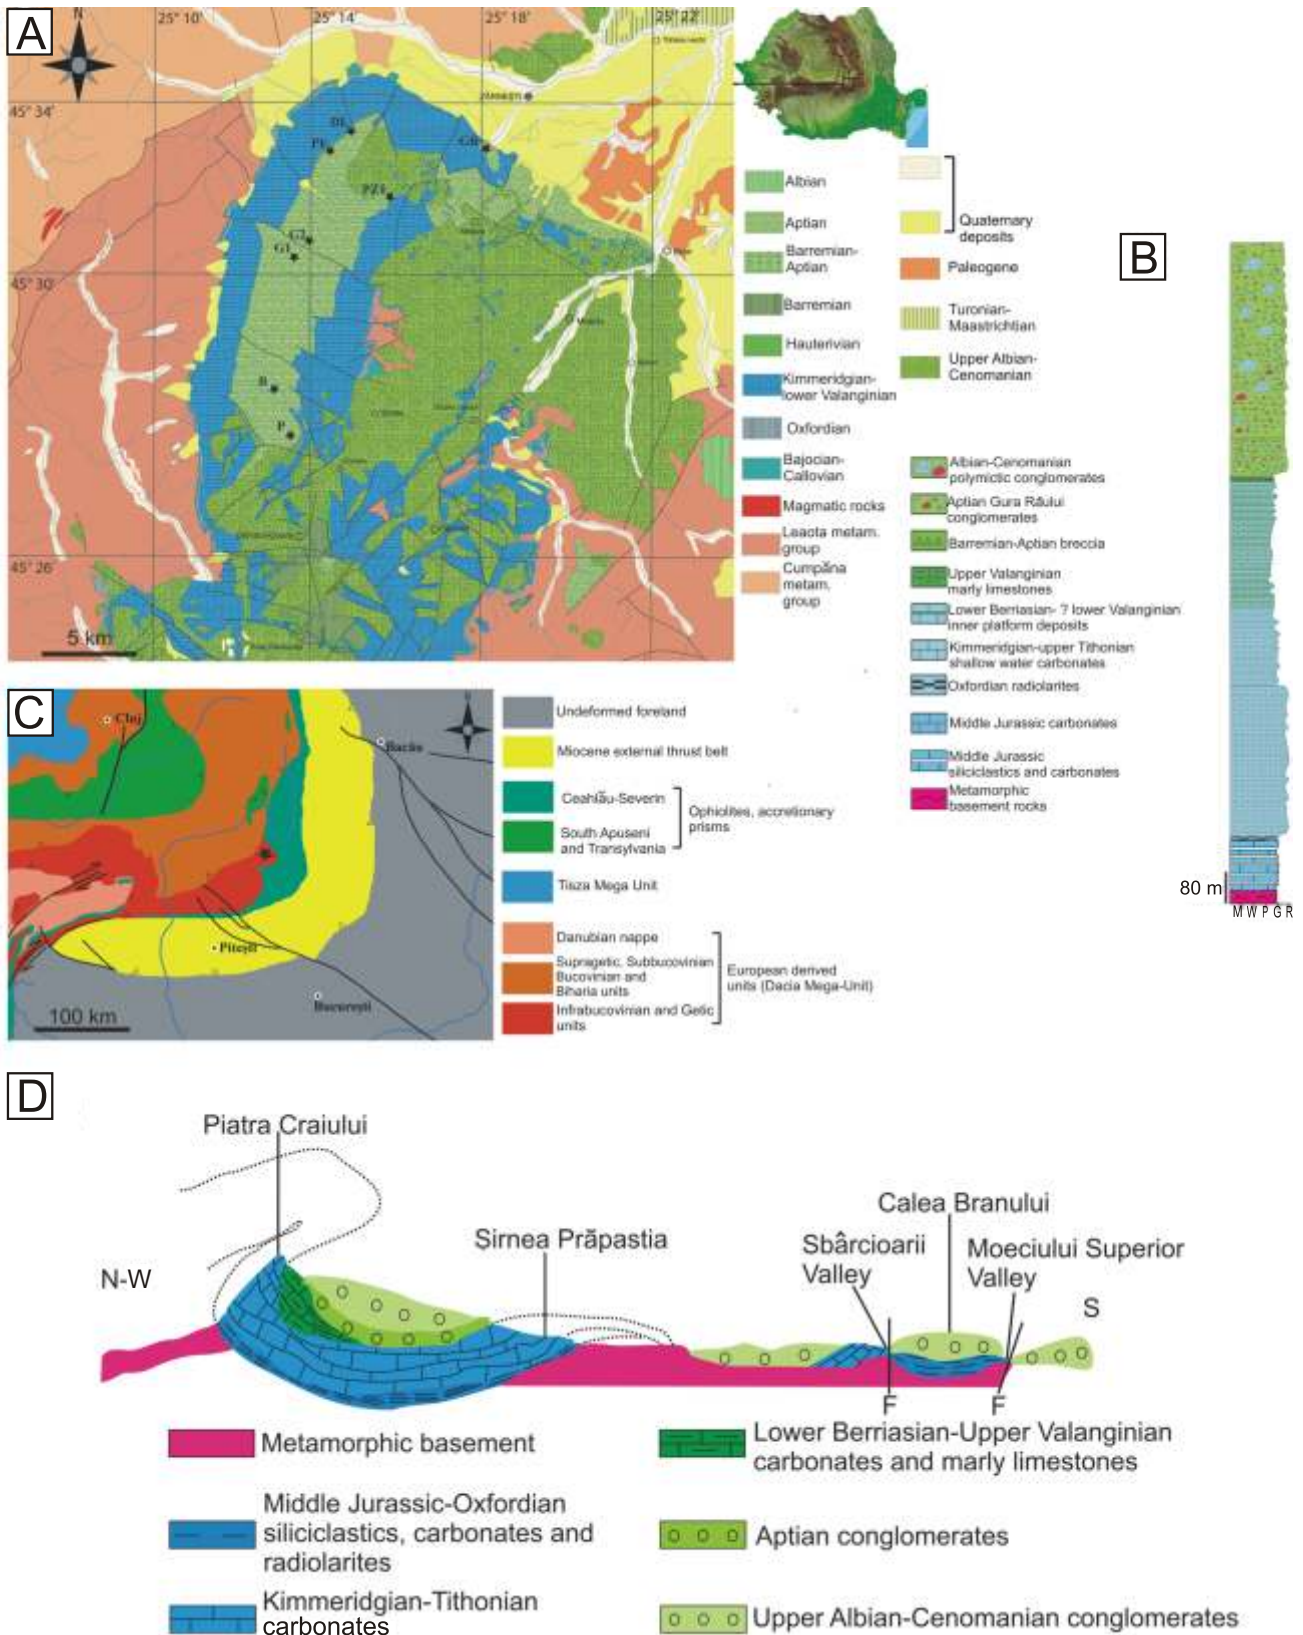 A
N
25° 10'
25° 14'
25° 18'
25° 22'
45° 34'
45° 30'
45° 26'
ZARNESTI
DL
PI
GR
PZ1
G2
G1
B
P
5 km
Albian
Aptian
Barremian-
Aptian
Barremian
Hauterivian
Kimmeridgian-
lower Valanginian
Oxfordian
Bajocian-
Callovian
Magmatic rocks
Leaota metam.
group
Cumpăna
metam.
group
Quaternary
deposits
Paleogene
Turonian-
Maastrichtian
Upper Albian-
Cenomanian
Albian-Cenomanian
polymictic conglomerates
Aptian Gura Râului
conglomerates
Barremian-Aptian breccia
Upper Valanginian
marly limestones
Lower Berriasian- ? lower Valanginian
inner platform deposits
Kimmeridgian-upper Tithonian
shallow water carbonates
Oxfordian radiolarites
Middle Jurassic carbonates
Middle Jurassic
siliciclastics and carbonates
Metamorphic
basement rocks
B
80 m
M W P G R
C
Cluj
Bacău
Pitești
București
100 km
Undeformed foreland
Miocene external thrust belt
Ceahlău-Severin
South Apuseni
and Transylvania
Ophiolites, accretionary
prisms
Tisza Mega Unit
Danubian nappe
Supragetic, Subbucovinian
Bucovinian and
Biharia units
Infrabucovinian and Getic
units
European derived
units (Dacia Mega-Unit)
D
Piatra Craiului
Sirnea Prăpastia
Calea Branului
Sbârcioarii
Valley
Moeciului Superior
Valley
N-W
S
F
F
Metamorphic basement
Middle Jurassic-Oxfordian
siliciclastics, carbonates and
radiolarites
Kimmeridgian-Tithonian
carbonates
Lower Berriasian-Upper Valanginian
carbonates and marly limestones
Aptian conglomerates
Upper Albian-Cenomanian conglomerates